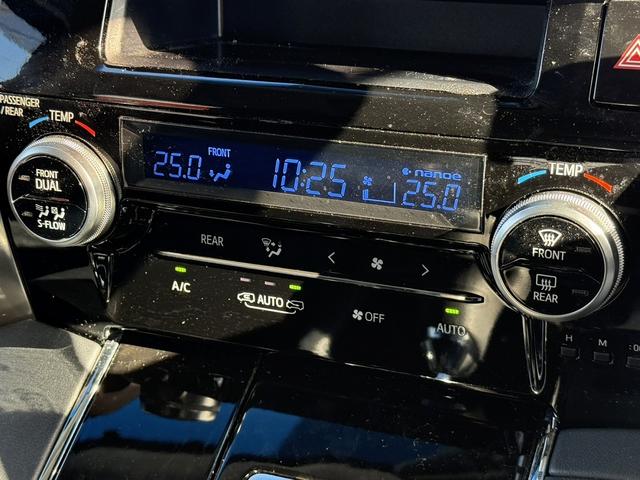 PASSENGER
/REAR
TEMP
FRONT
DUAL
S-FLOW
FRONT
25.0
10:25
nanoe
25.0
TEMP
FRONT
REAR
REAR
A/C
AUTO
OFF
AUTO
H
M
:0